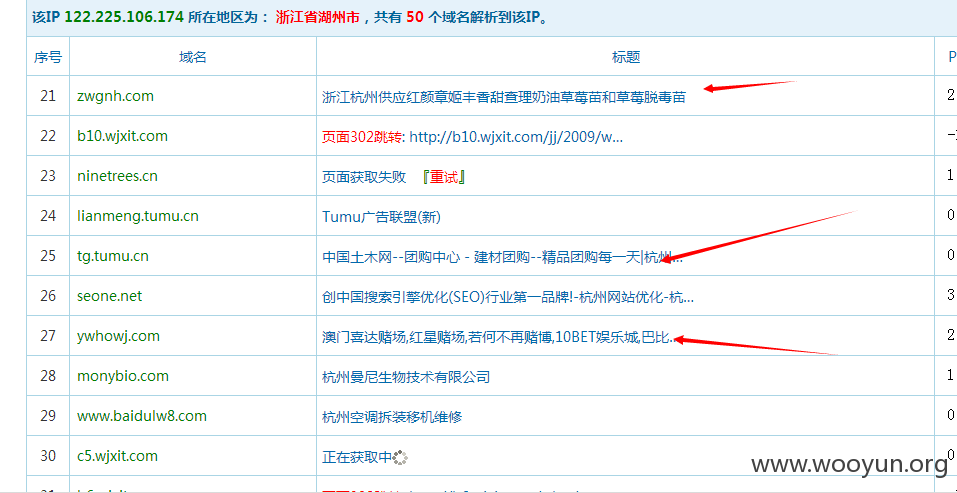 该IP 122.225.106.174 所在地区为： 浙江省湖州市，共有 50 个域名解析到该IP。
序号 域名 标题 P
21 zwgnh.com 浙江杭州供应红颜章姬丰香甜查理奶油草莓苗和草莓脱毒苗 2
22 b10.wjxit.com 页面302跳转: http://b10.wjxit.com/jj/2009/w...
23 ninetrees.cn 页面获取失败 『重试』 1
24 lianmeng.tumu.cn Tumu广告联盟(新) 0
25 tg.tumu.cn 中国土木网--团购中心 - 建材团购--精品团购每一天|杭州... 0
26 seone.net 创中国搜索引擎优化(SEO)行业第一品牌!-杭州网站优化-杭... 3
27 ywhowj.com 澳门喜达赌场,红星赌场,若何不再赌博,10BET娱乐城,巴比... 2
28 monybio.com 杭州曼尼生物技术有限公司 1
29 www.baidulw8.com 杭州空调拆装移机维修 0
30 c5.wjxit.com 正在获取中 0
www.wooyun.org